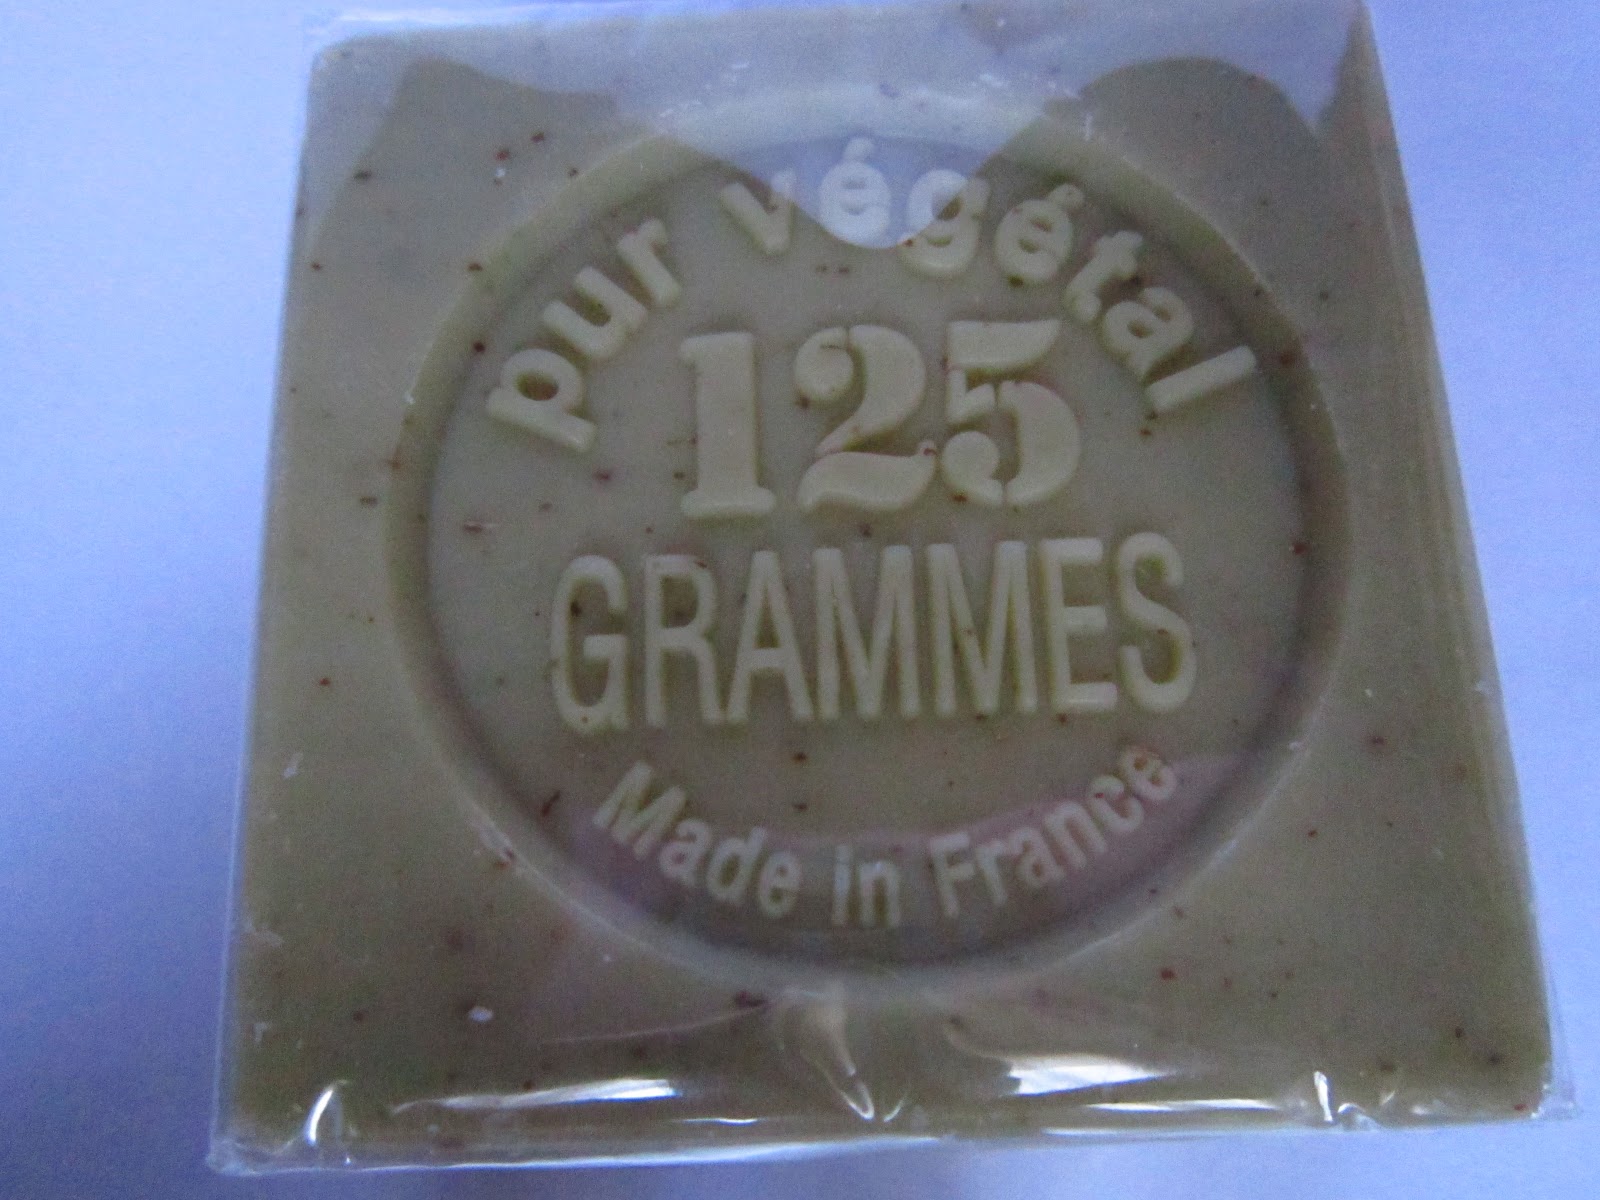 pur végétal
125
GRAMMES
Made in France